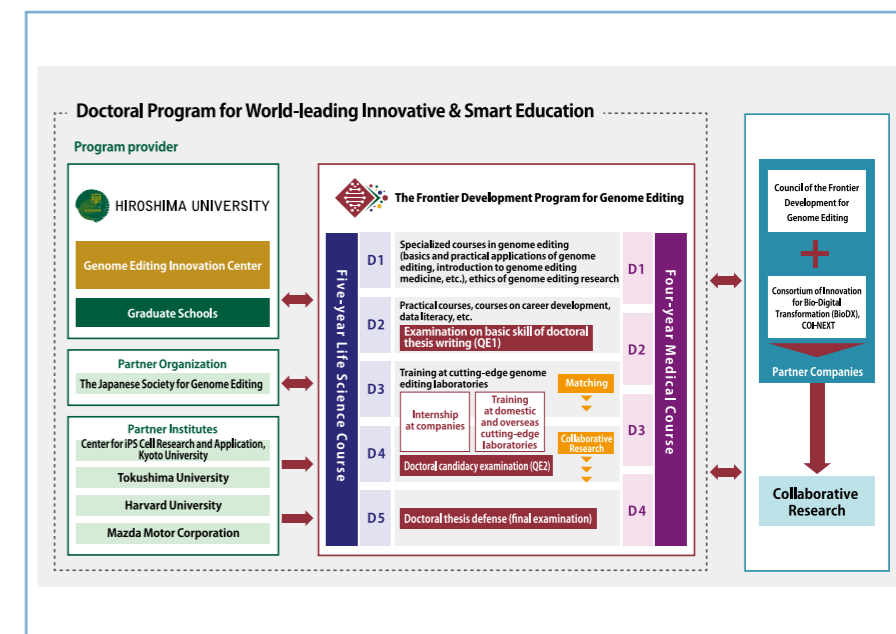 Doctoral Program for World-leading Innovative & Smart Education
Program provider
HIROSHIMA UNIVERSITY
Genome Editing Innovation Center
Graduate Schools
Partner Organization
The Japanese Society for Genome Editing
Partner Institutes
Center for iPS Cell Research and Application,
Kyoto University
Tokushima University
Harvard University
Mazda Motor Corporation
The Frontier Development Program for Genome Editing
Five-year Life Science Course
D1
Specialized courses in genome editing
(basics and practical applications of genome
editing, introduction to genome editing
medicine, etc.), ethics of genome editing research
D2
Practical courses, courses on career development,
data literacy, etc.
Examination on basic skill of doctoral
thesis writing (QE1)
D3
Training at cutting-edge genome
editing laboratories
Matching
Internship
at companies
Training
at domestic
and overseas
cutting-edge
laboratories
D4
Collaborative
Research
Doctoral candidacy examination (QE2)
D5
Doctoral thesis defense (final examination)
D1
D2
D3
D4
Four-year Medical Course
Council of the Frontier
Development for
Genome Editing
Consortium of Innovation
for Bio-Digital
Transformation (BioDX),
COI-NEXT
Partner Companies
Collaborative
Research